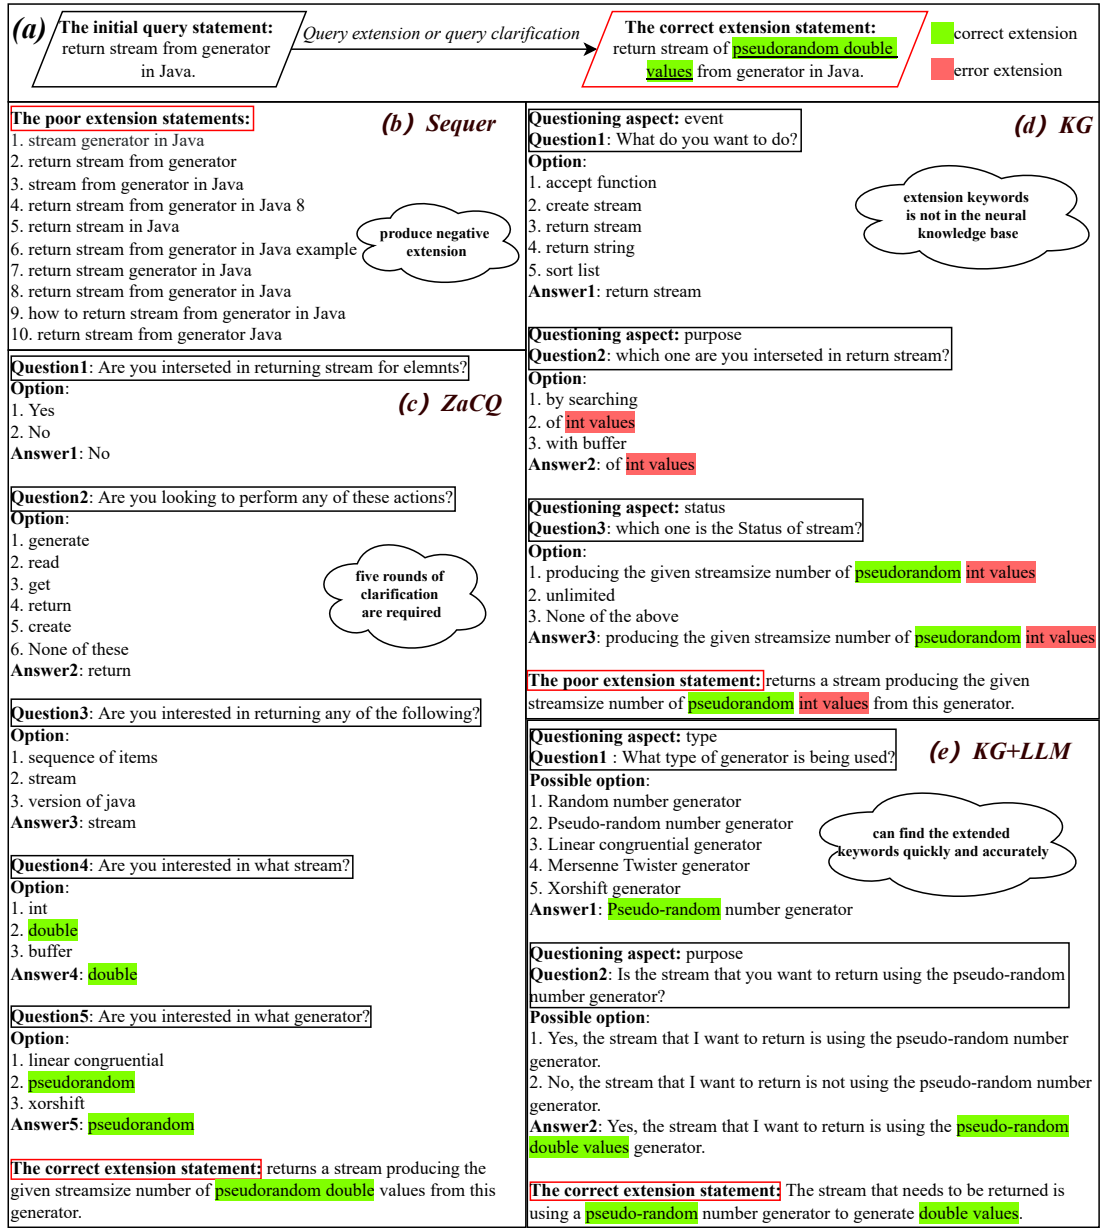 (a)
The initial query statement:
return stream from generator
in Java.
Query extension or query clarification
The correct extension statement:
return stream of pseudorandom double
values from generator in Java.
correct extension
error extension
The poor extension statements:
(b) Sequer
1. stream generator in Java
2. return stream from generator
3. stream from generator in Java
4. return stream from generator in Java 8
5. return stream in Java
6. return stream from generator in Java example
7. return stream generator in Java
8. return stream from generator in Java
9. how to return stream from generator in Java
10. return stream from generator Java
produce negative
extension
Question1: Are you interseted in returning stream for elemnts?
Option:
(c) ZaCQ
1. Yes
2. No
Answer1: No
Question2: Are you looking to perform any of these actions?
Option:
1. generate
2. read
3. get
4. return
5. create
6. None of these
Answer2: return
five rounds of
clarification
are required
Question3: Are you interested in returning any of the following?
Option:
1. sequence of items
2. stream
3. version of java
Answer3: stream
Question4: Are you interested in what stream?
Option:
1. int
2. double
3. buffer
Answer4: double
Question5: Are you interested in what generator?
Option:
1. linear congruential
2. pseudorandom
3. xorshift
Answer5: pseudorandom
The correct extension statement: returns a stream producing the
given streamsize number of pseudorandom double values from this
generator.
Questioning aspect: event
Question1: What do you want to do?
(d) KG
Option:
1. accept function
2. create stream
3. return stream
4. return string
5. sort list
Answer1: return stream
extension keywords
is not in the neural
knowledge base
Questioning aspect: purpose
Question2: which one are you interseted in return stream?
Option:
1. by searching
2. of int values
3. with buffer
Answer2: of int values
Questioning aspect: status
Question3: which one is the Status of stream?
Option:
1. producing the given streamsize number of pseudorandom int values
2. unlimited
3. None of the above
Answer3: producing the given streamsize number of pseudorandom int values
The poor extension statement: returns a stream producing the given
streamsize number of pseudorandom int values from this generator.
Questioning aspect: type
Question1 : What type of generator is being used?
(e) KG+LLM
Possible option:
1. Random number generator
2. Pseudo-random number generator
3. Linear congruential generator
4. Mersenne Twister generator
5. Xorshift generator
Answer1: Pseudo-random number generator
can find the extended
keywords quickly and accurately
Questioning aspect: purpose
Question2: Is the stream that you want to return using the pseudo-random
number generator?
Possible option:
1. Yes, the stream that I want to return is using the pseudo-random number
generator.
2. No, the stream that I want to return is not using the pseudo-random number
generator.
Answer2: Yes, the stream that I want to return is using the pseudo-random
double values generator.
The correct extension statement: The stream that needs to be returned is
using a pseudo-random number generator to generate double values.